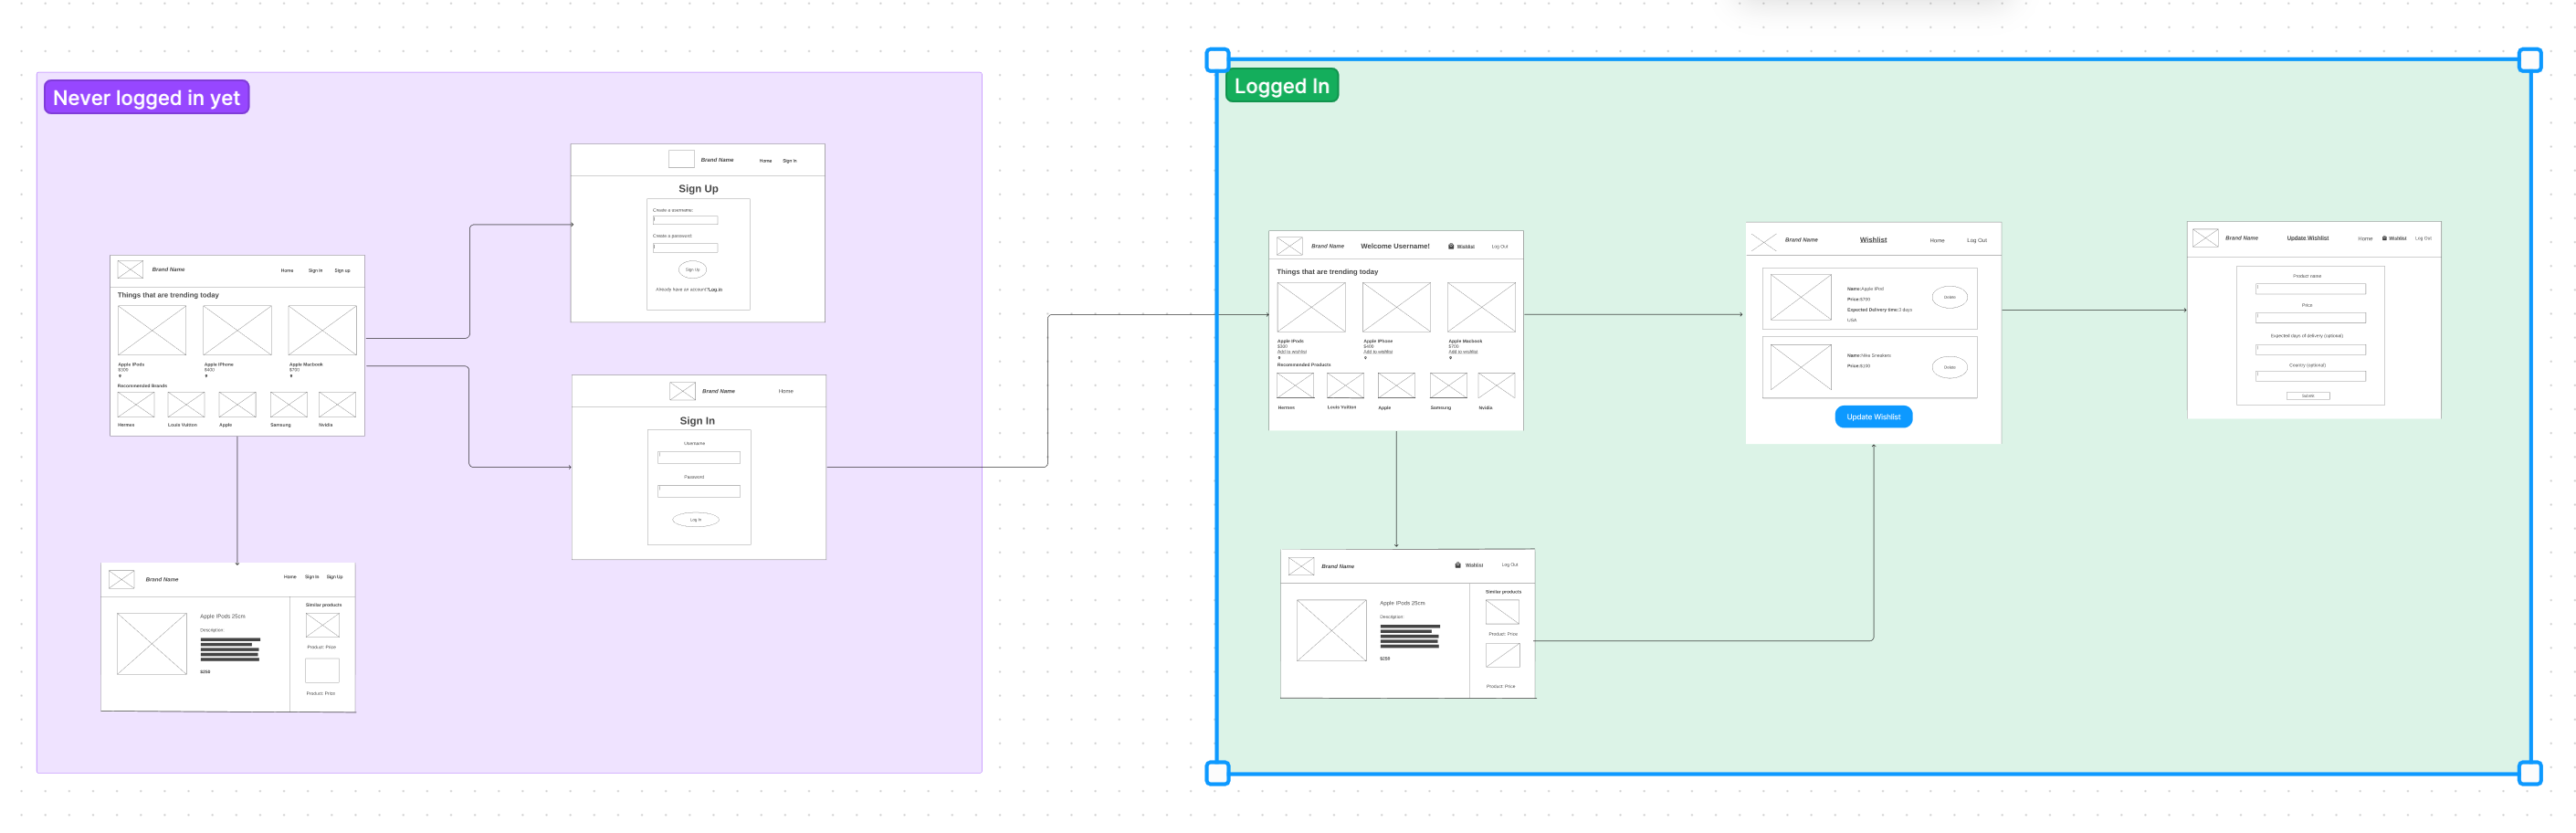 Never logged in yet
Brand Name
Home Sign In Sign up
Things that are trending today
Apple IPods Apple IPhone Apple Macbook
$300 $400 $700
Recommended Brands
Hermes Louis Vuitton Apple Samsung Nvidia
Brand Name
Home Sign In
Sign Up
Create a username:
Create a password:
Sign Up
Already have an account?Log in
Brand Name
Home
Sign In
Username
Password
Log In
Brand Name
Home Sign In Sign Up
Apple IPods 25cm
Description:
Similar products
Product: Price
Product: Price
Logged In
Brand Name
Welcome Username!
Wishlist
Log Out
Things that are trending today
Apple IPods Apple IPhone Apple Macbook
$300 $400 $700
Add to wishlist Add to wishlist Add to wishlist
Recommended Products
Hermes Louis Vuitton Apple Samsung Nvidia
Brand Name
Wishlist
Home Log Out
Name:Apple IPod
Price:$700
Expected Delivery time:3 days
USA
Delete
Name:Nike Sneakers
Price:$100
Delete
Update Wishlist
Brand Name
Update Wishlist
Home Wishlist Log Out
Product name
Price
Expected days of delivery (optional)
Country (optional)
Brand Name
Wishlist
Log Out
Apple IPods 25cm
Description:
Similar products
Product: Price
Product: Price